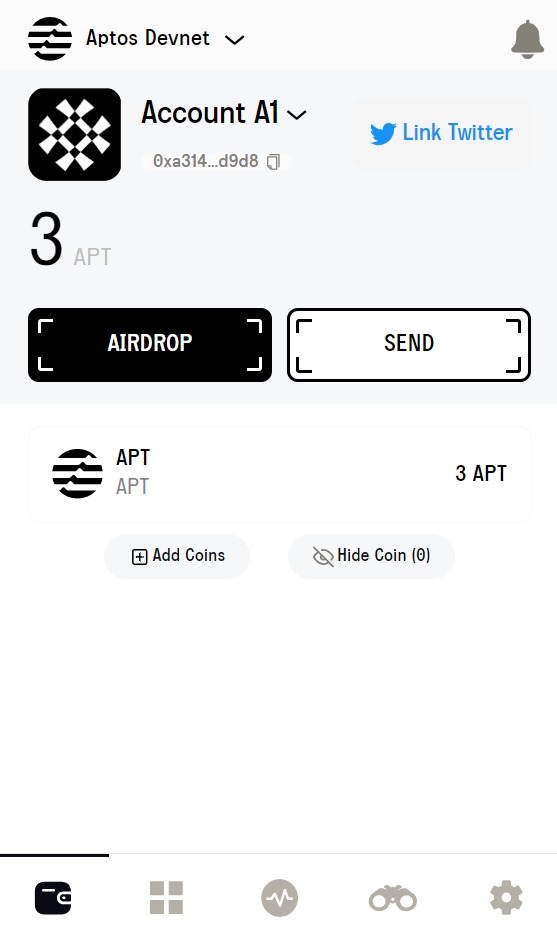 Aptos Devnet
Account A1
Link Twitter
0xa314...d9d8
3 APT
AIRDROP
SEND
APT
APT
3 APT
Add Coins
Hide Coin (0)